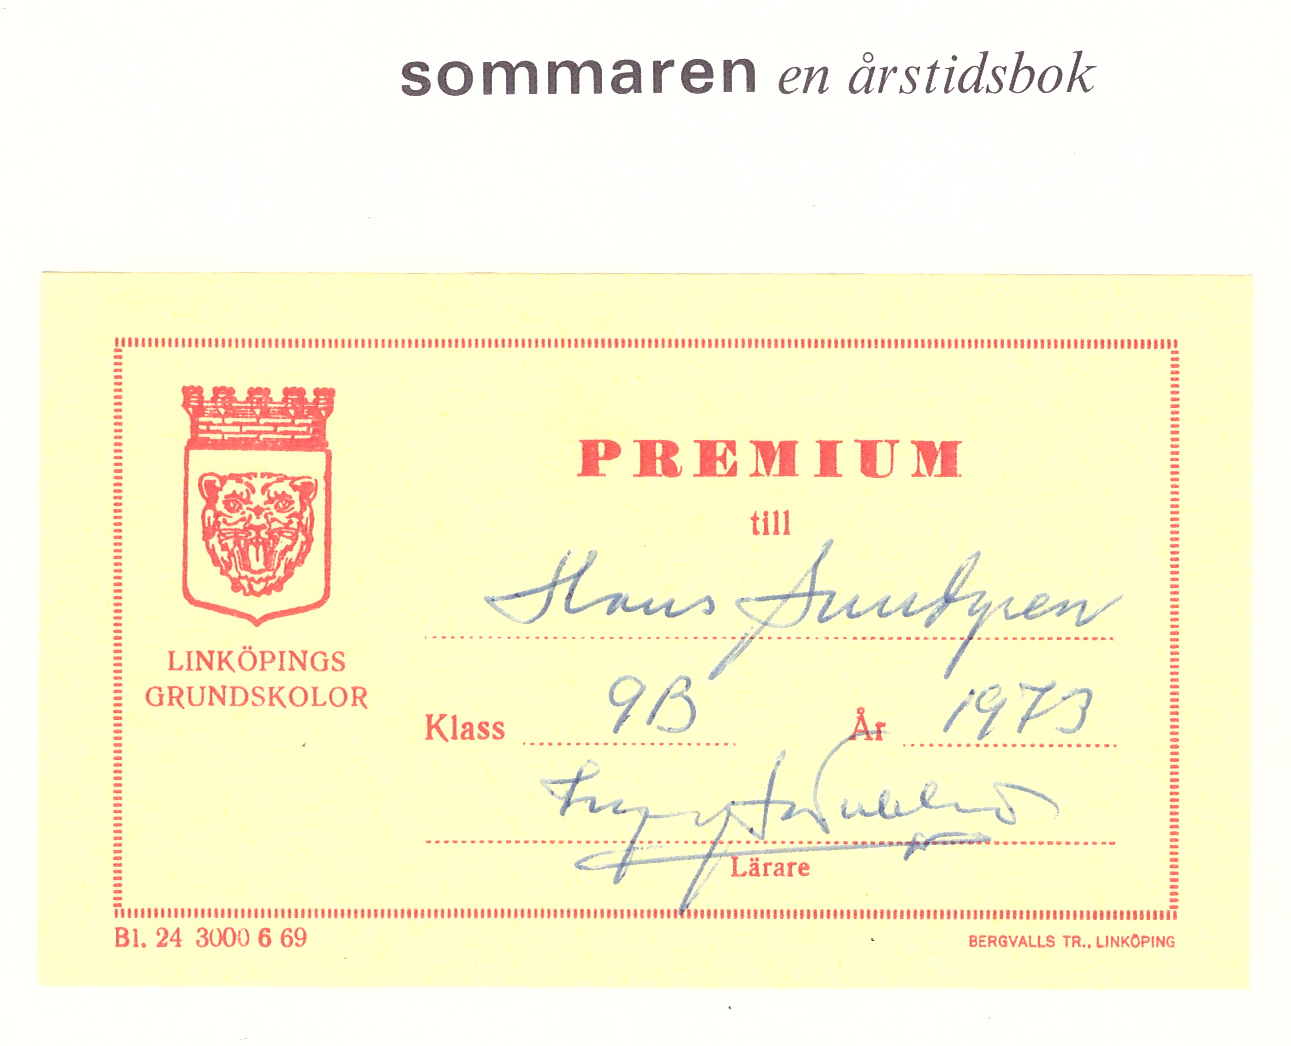 sommaren en årstidsbok
PREMIUM
till
Hans Sundgren
LINKÖPINGS
GRUNDSKOLOR
Klass 9B År 1973
Lärare
Bl. 24 3000 6 69
BERGVALLS TR., LINKÖPING